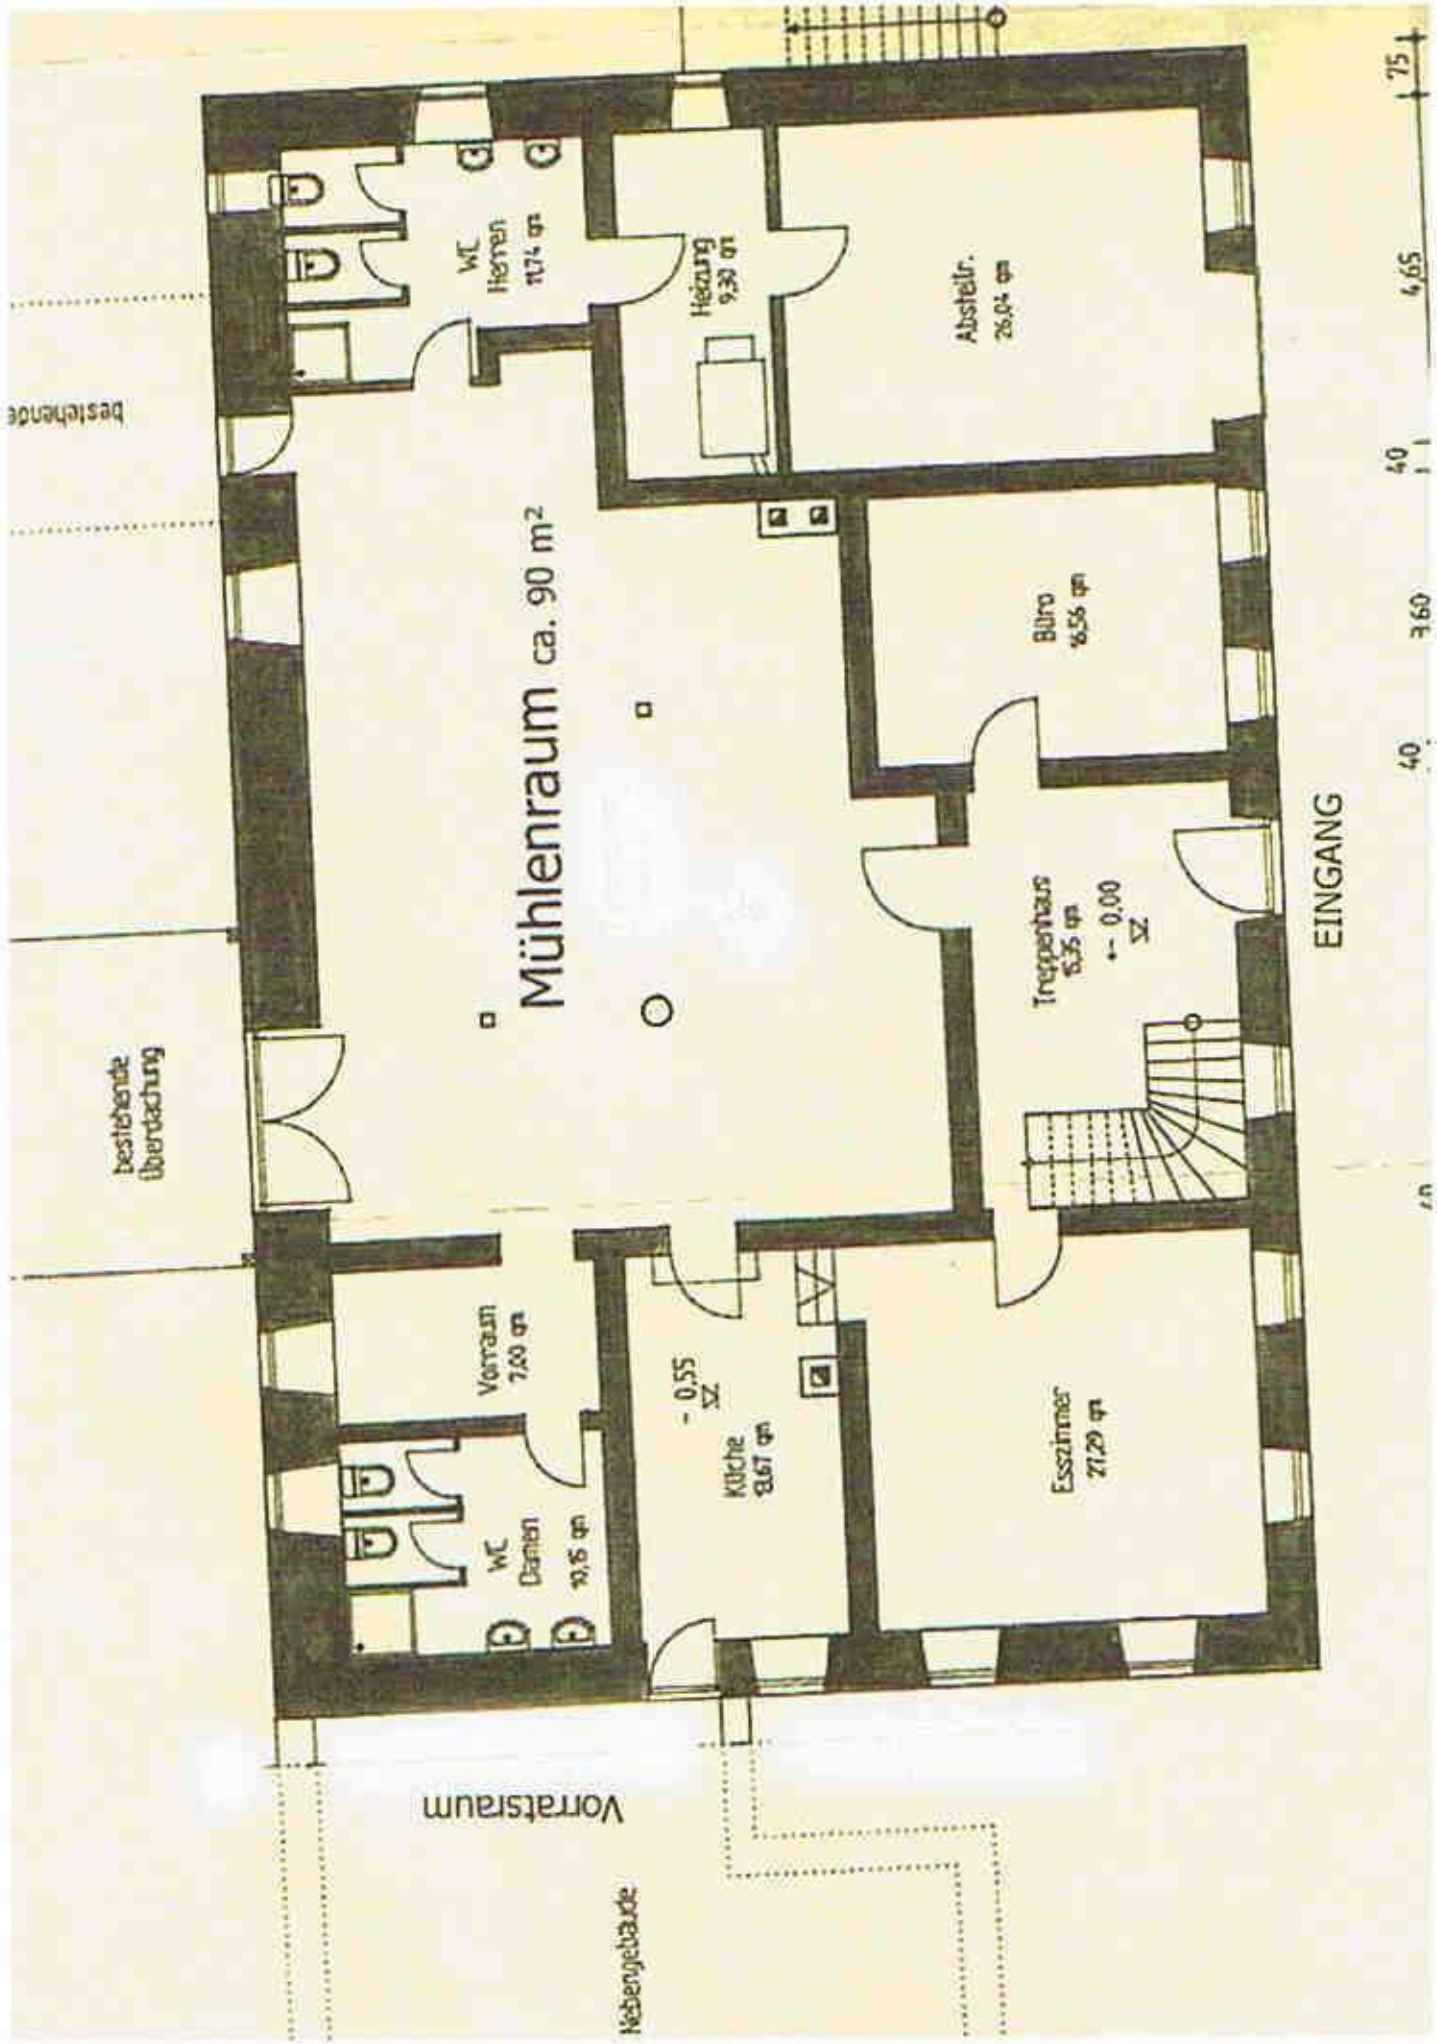 bestehende
bestehende
Überdachung
WC
Herren
11,74 qm
Heizung
9,30 qm
Abstellr.
26,04 qm
Mühlenraum ca. 90 m²
Büro
16,56 qm
Treppenhaus
15,35 qm
+- 0,00
EINGANG
Vorraum
7,00 qm
WC
Damen
10,15 qm
- 0,55
Küche
13,67 qm
Esszimmer
27,29 qm
Vorratsraum
Nebengebäude
40
3.60
40
4,65
75